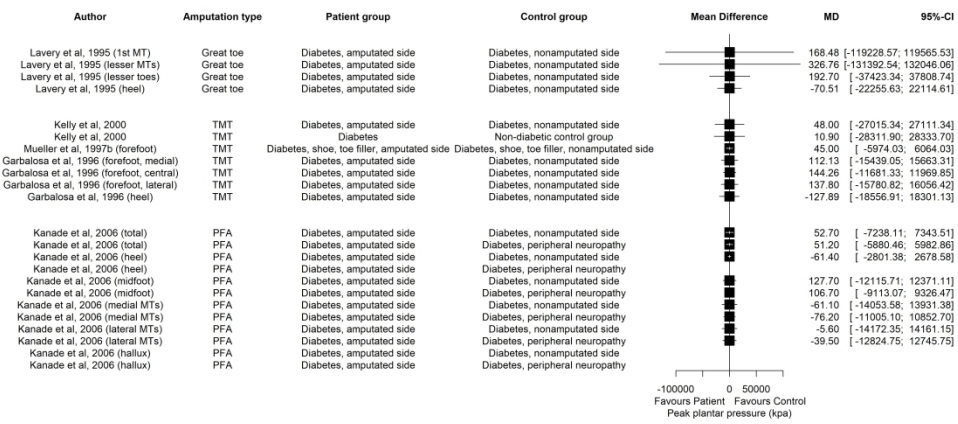 Author Amputation type Patient group Control group Mean Difference MD 95%-CI
Lavery et al, 1995 (1st MT) Great toe Diabetes, amputated side Diabetes, nonamputated side 168.48 [-119228.57; 119565.53]
Lavery et al, 1995 (lesser MTs) Great toe Diabetes, amputated side Diabetes, nonamputated side 326.76 [-131392.54; 132046.06]
Lavery et al, 1995 (lesser toes) Great toe Diabetes, amputated side Diabetes, nonamputated side 192.70 [ -37423.34; 37808.74]
Lavery et al, 1995 (heel) Great toe Diabetes, amputated side Diabetes, nonamputated side -70.51 [ -22255.63; 22114.61]
Kelly et al, 2000 TMT Diabetes, amputated side Diabetes, nonamputated side 48.00 [ -27015.34; 27111.34]
Kelly et al, 2000 TMT Diabetes Non-diabetic control group 10.90 [ -28311.90; 28333.70]
Mueller et al, 1997b (forefoot) TMT Diabetes, shoe, toe filler, amputated side Diabetes, shoe, toe filler, nonamputated side 45.00 [ -5974.03; 6064.03]
Garbalosa et al, 1996 (forefoot, medial) TMT Diabetes, amputated side Diabetes, nonamputated side 112.13 [ -15439.05; 15663.31]
Garbalosa et al, 1996 (forefoot, central) TMT Diabetes, amputated side Diabetes, nonamputated side 144.26 [ -11681.33; 11969.85]
Garbalosa et al, 1996 (forefoot, lateral) TMT Diabetes, amputated side Diabetes, nonamputated side 137.80 [ -15780.82; 16056.42]
Garbalosa et al, 1996 (heel) TMT Diabetes, amputated side Diabetes, nonamputated side -127.89 [ -18556.91; 18301.13]
Kanade et al, 2006 (total) PFA Diabetes, amputated side Diabetes, nonamputated side 52.70 [ -7238.11; 7343.51]
Kanade et al, 2006 (total) PFA Diabetes, amputated side Diabetes, peripheral neuropathy 51.20 [ -5880.46; 5982.86]
Kanade et al, 2006 (heel) PFA Diabetes, amputated side Diabetes, nonamputated side -61.40 [ -2801.38; 2678.58]
Kanade et al, 2006 (heel) PFA Diabetes, amputated side Diabetes, peripheral neuropathy
Kanade et al, 2006 (midfoot) PFA Diabetes, amputated side Diabetes, nonamputated side 127.70 [ -12115.71; 12371.11]
Kanade et al, 2006 (midfoot) PFA Diabetes, amputated side Diabetes, peripheral neuropathy 106.70 [ -9113.07; 9326.47]
Kanade et al, 2006 (medial MTs) PFA Diabetes, amputated side Diabetes, nonamputated side -61.10 [ -14053.58; 13931.38]
Kanade et al, 2006 (medial MTs) PFA Diabetes, amputated side Diabetes, peripheral neuropathy -76.20 [ -11005.10; 10852.70]
Kanade et al, 2006 (lateral MTs) PFA Diabetes, amputated side Diabetes, nonamputated side -5.60 [ -14172.35; 14161.15]
Kanade et al, 2006 (lateral MTs) PFA Diabetes, amputated side Diabetes, peripheral neuropathy -39.50 [ -12824.75; 12745.75]
Kanade et al, 2006 (hallux) PFA Diabetes, amputated side Diabetes, nonamputated side
Kanade et al, 2006 (hallux) PFA Diabetes, amputated side Diabetes, peripheral neuropathy
-100000 0 50000
Favours Patient Favours Control
Peak plantar pressure (kpa)